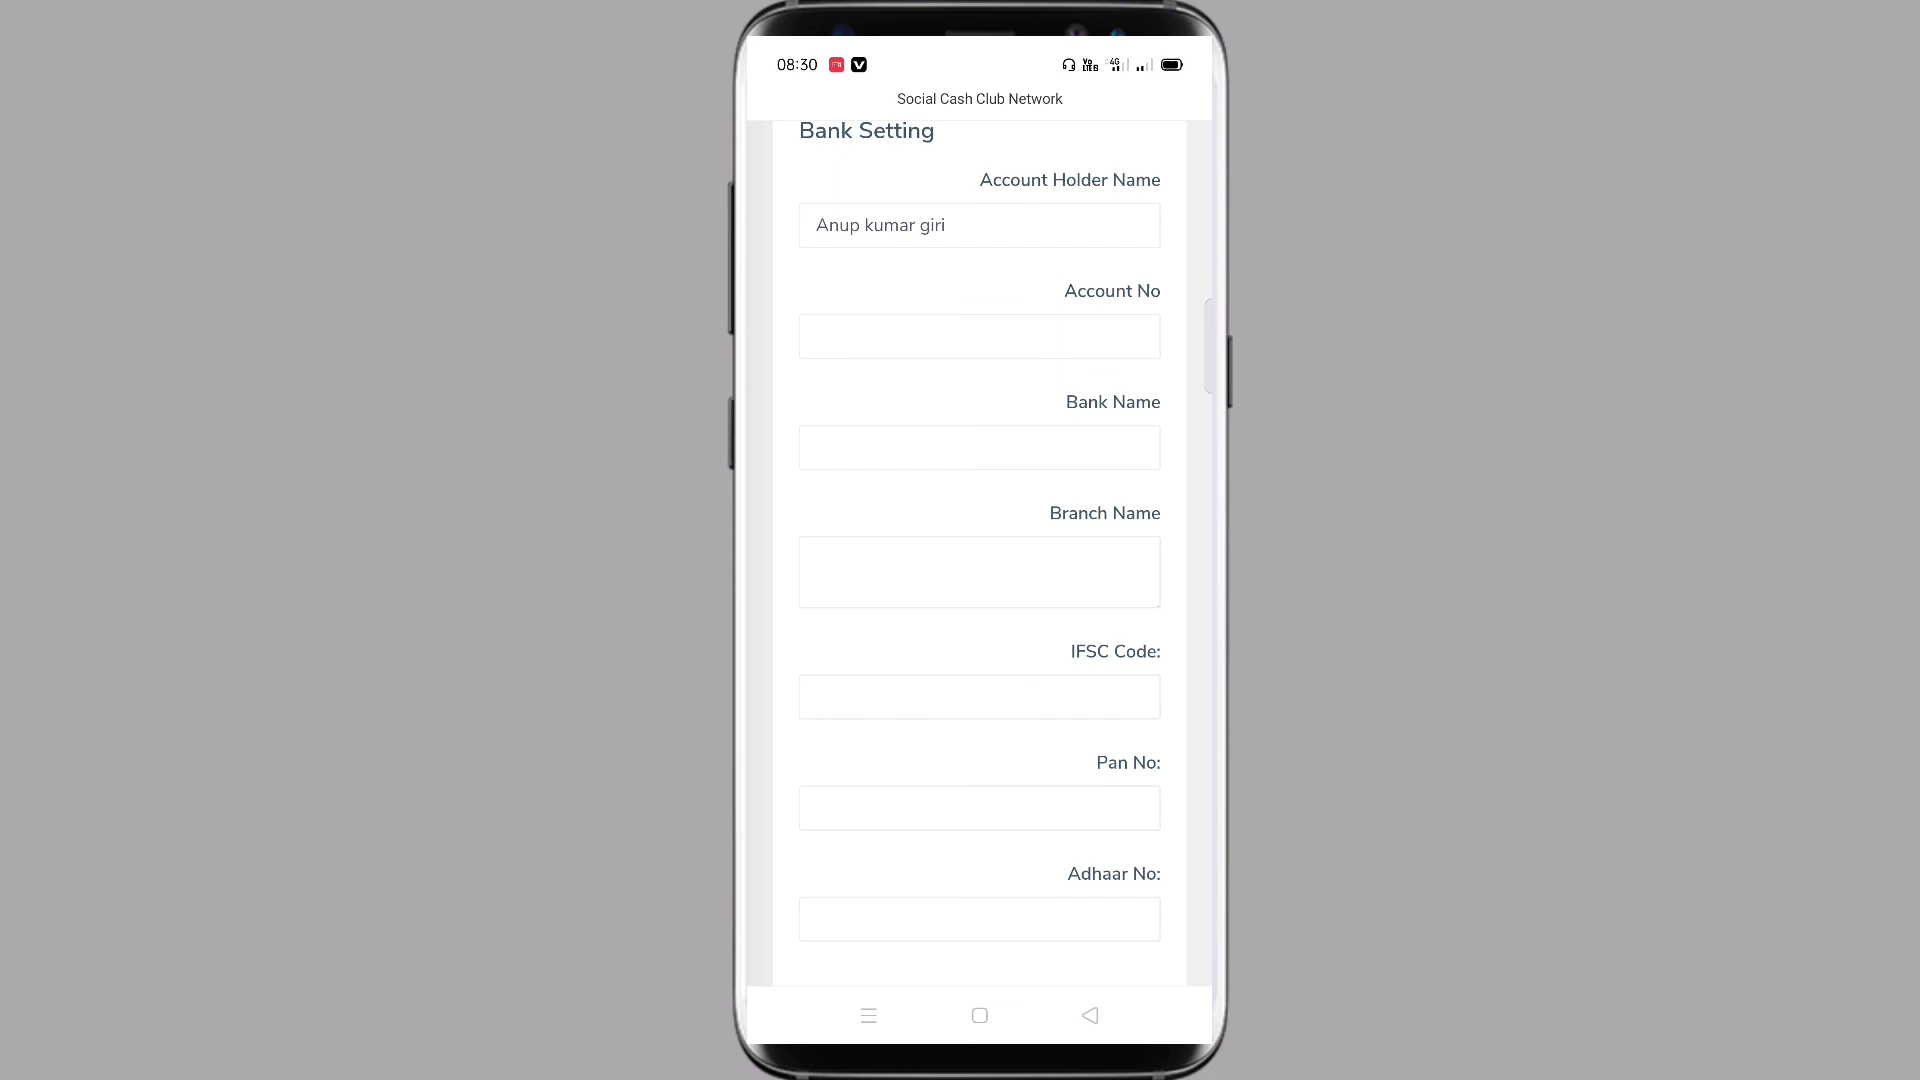 08:30
4G
Social Cash Club Network
Bank Setting
Account Holder Name
Anup kumar giri
Account No
Bank Name
Branch Name
IFSC Code:
Pan No:
Adhaar No: